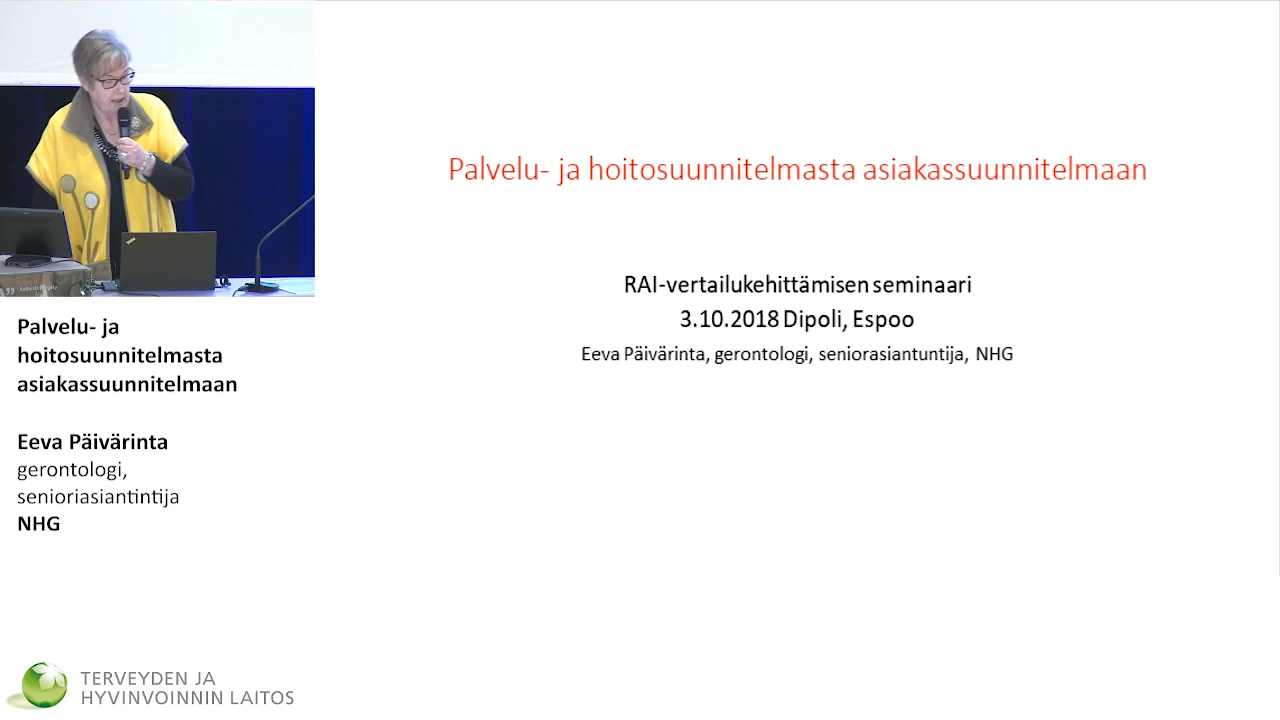 Palvelu- ja hoitosuunnitelmasta asiakassuunnitelmaan
RAI-vertailukehittämisen seminaari
3.10.2018 Dipoli, Espoo
Eeva Päivärinta, gerontologi, seniorasiantuntija, NHG
Palvelu- ja
hoitosuunnitelmasta
asiakassuunnitelmaan
Eeva Päivärinta
gerontologi,
senioriasiantintija
NHG
TERVEYDEN JA
HYVINVOINNIN LAITOS